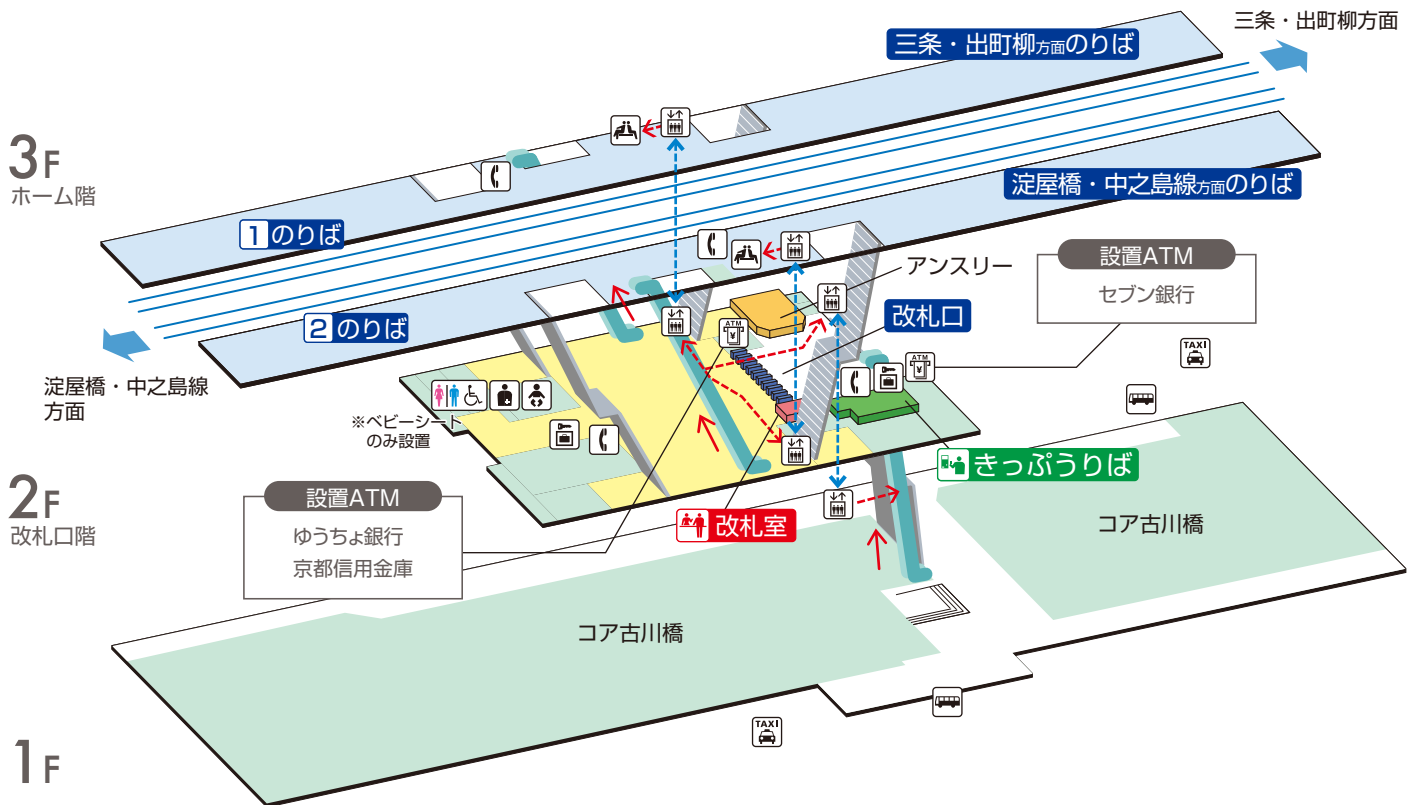 三条・出町柳方面
三条・出町柳方面のりば
3F
ホーム階
淀屋橋・中之島線方面のりば
1 のりば
設置ATM
セブン銀行
アンスリー
2 のりば
改札口
ATM
ATM
TAXI
淀屋橋・中之島線
方面
※ベビーシート
のみ設置
きっぷうりば
2F
改札口階
設置ATM
ゆうちょ銀行
京都信用金庫
改札室
コア古川橋
コア古川橋
TAXI
1F